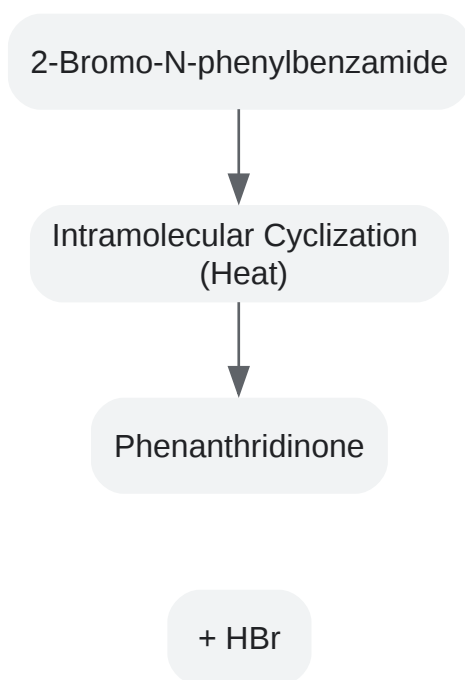 2-Bromo-N-phenylbenzamide
Intramolecular Cyclization
(Heat)
Phenanthridinone
+ HBr